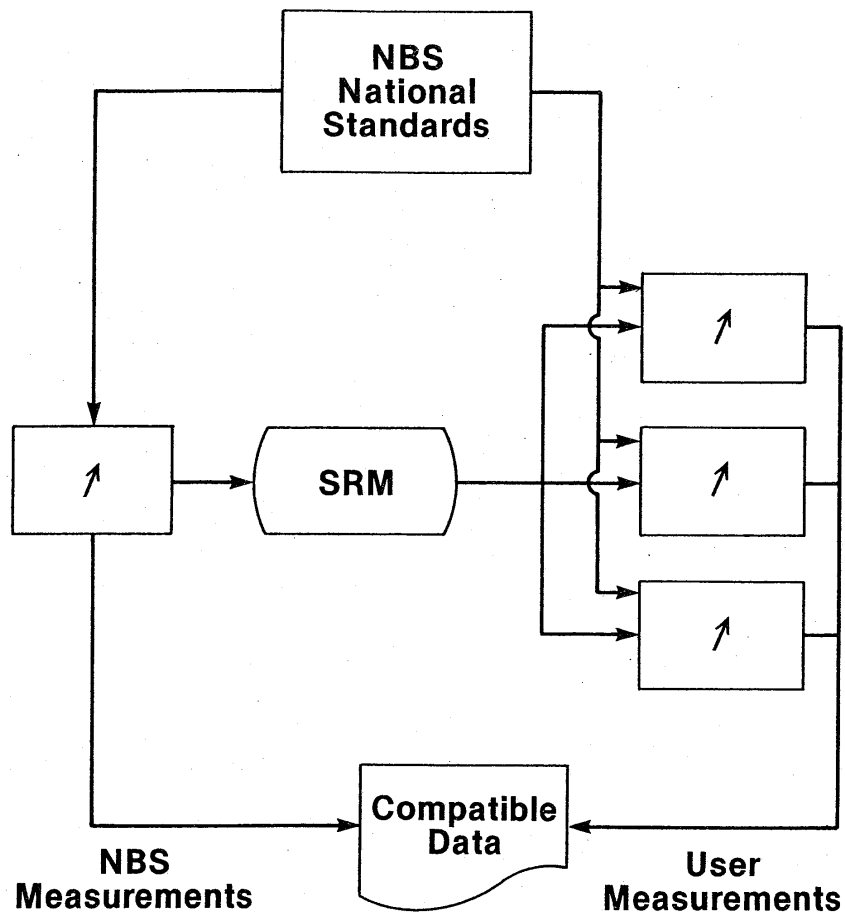 NBS
National
Standards
SRM
Compatible
Data
NBS
Measurements
User
Measurements